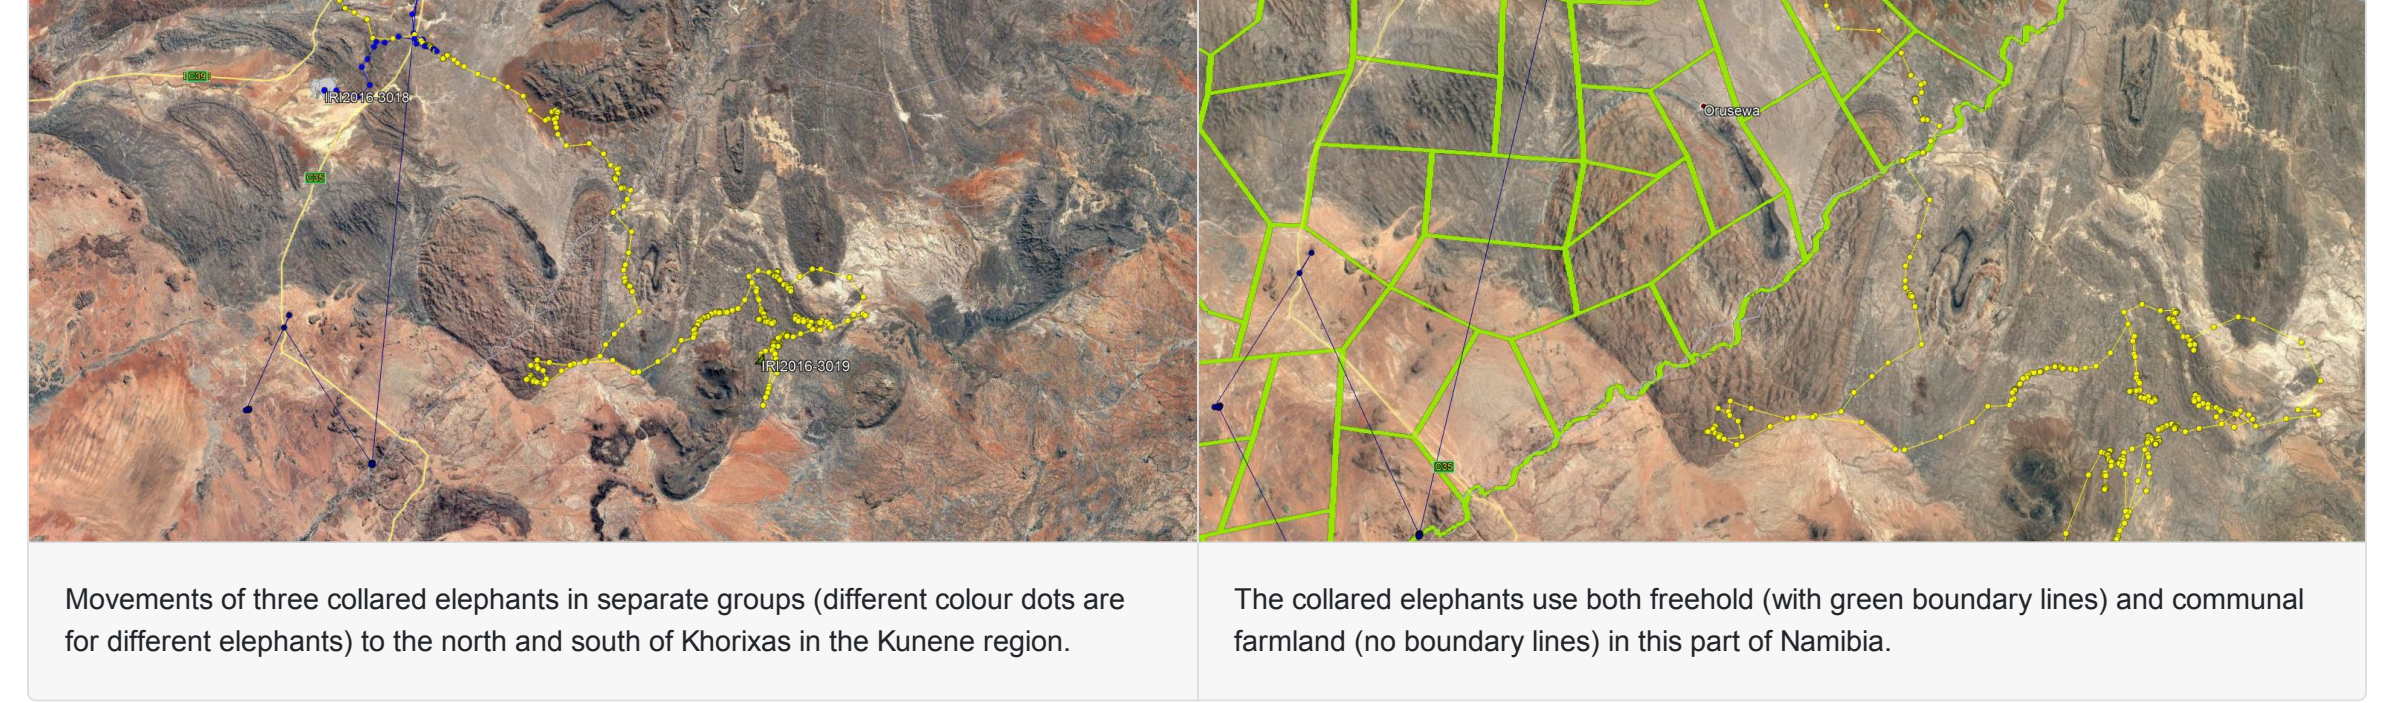 C39
IRI2016-3018
C35
IRI2016-3019
Orusewa
C35
Movements of three collared elephants in separate groups (different colour dots are
for different elephants) to the north and south of Khorixas in the Kunene region.
The collared elephants use both freehold (with green boundary lines) and communal
farmland (no boundary lines) in this part of Namibia.